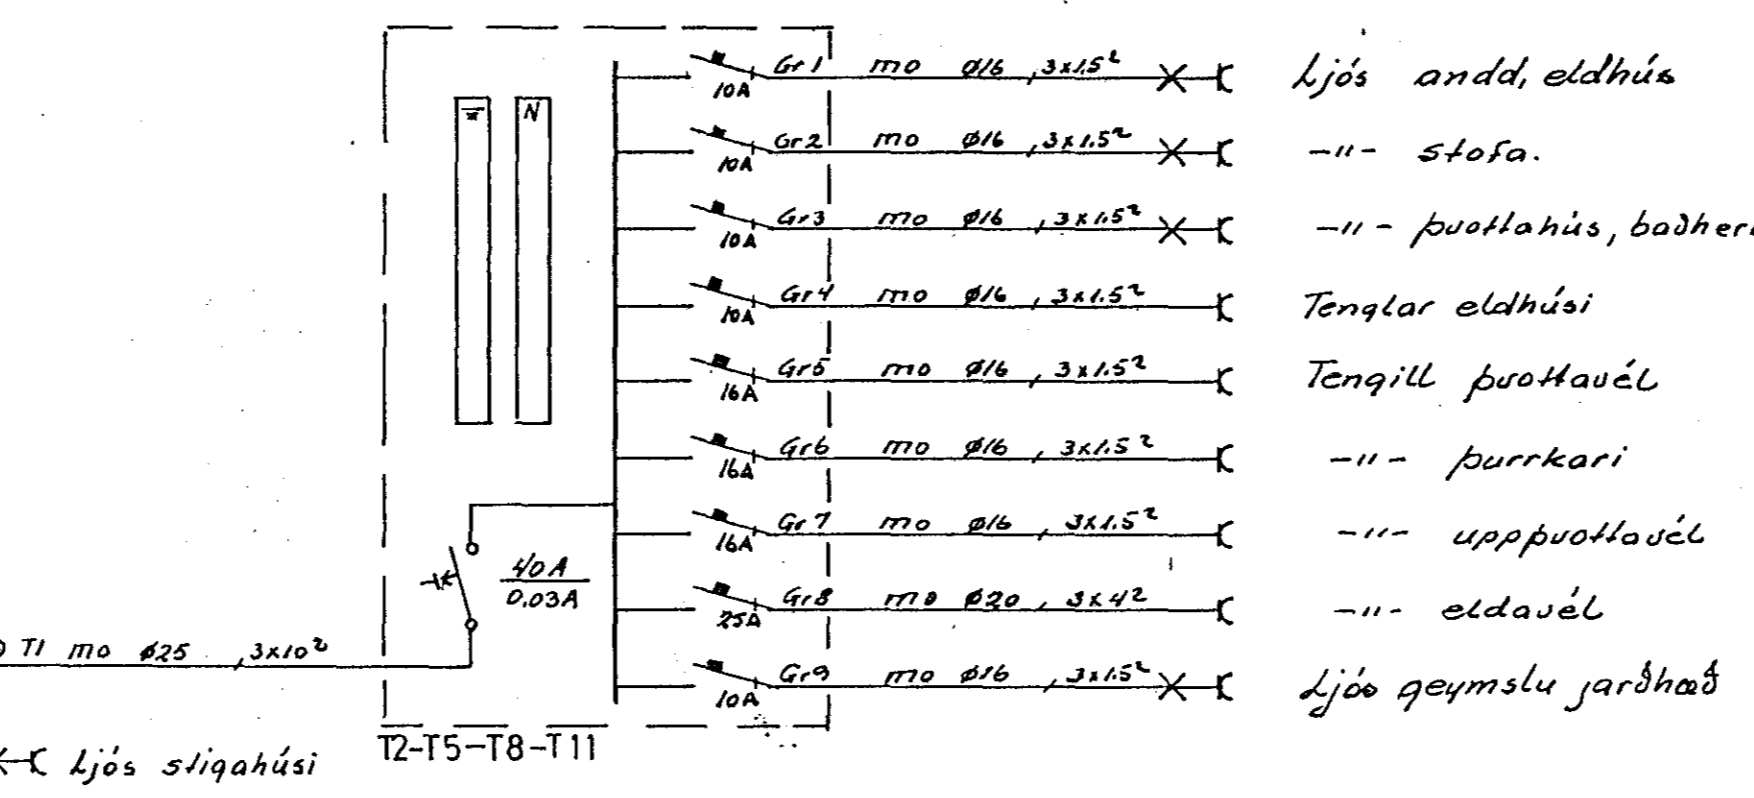 Gr1 mo ø16 3x1.5² Ljós andd, eldhús
10A
N
Gr2 mo ø16 3x1.5² -"- stofa.
10A
Gr3 mo ø16 3x1.5² -"- þvottahús, baðher
10A
Gr4 mo ø16 3x1.5² Tenglar eldhúsi
10A
Gr5 mo ø16 3x1.5² Tengill þvottavél
16A
Gr6 mo ø16 3x1.5² -"- þurrkari
16A
Gr7 mo ø16 3x1.5² -"- uppþvottavél
16A
40A
0.03A
Gr8 mo ø20 3x4² -"- eldavél
25A
T1 mo ø25 3x10²
Gr9 mo ø16 3x1.5² Ljós geymslu jarðhæð
10A
T2-T5-T8-T11
Ljós stigahúsi